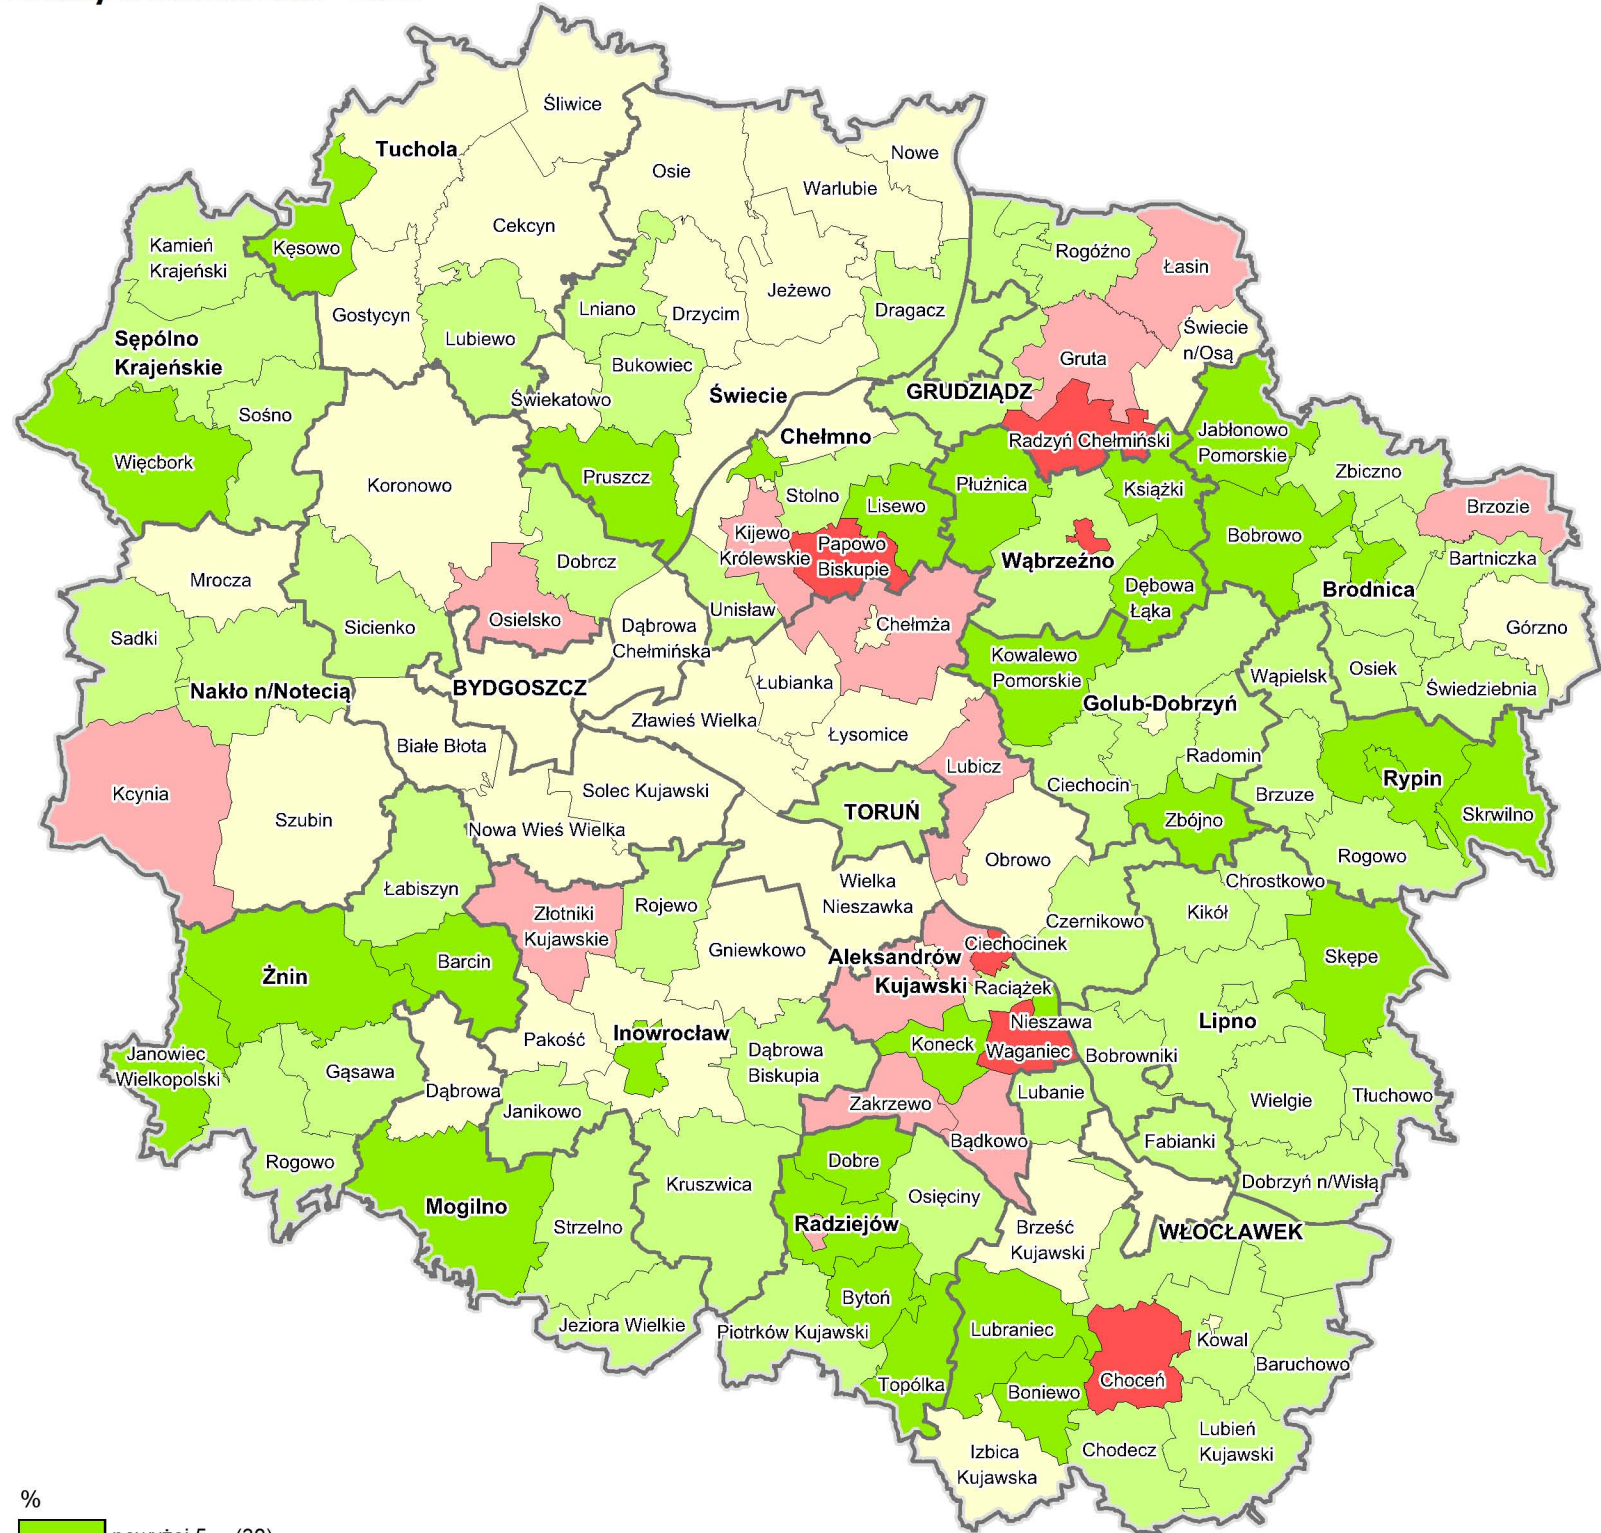 Śliwice
Tuchola
Osie
Nowe
Warlubie
Cekcyn
Kamień
Krajeński
Kęsowo
Rogóźno
Łasin
Jeżewo
Gostycyn
Lniano
Drzycim
Dragacz
Lubiewo
Świecie
n/Osą
Sępólno
Krajeńskie
Bukowiec
Gruta
Świekatowo
Świecie
GRUDZIĄDZ
Sośno
Chełmno
Radzyń Chełmiński
Jabłonowo
Pomorskie
Więcbork
Koronowo
Pruszcz
Stolno
Lisewo
Płużnica
Książki
Zbiczno
Brzozie
Kijewo
Królewskie
Papowo
Biskupie
Bobrowo
Mrocza
Dobrcz
Wąbrzeźno
Bartniczka
Dębowa
Łąka
Brodnica
Sadki
Sicienko
Osielsko
Unisław
Dąbrowa
Chełmińska
Chełmża
Górzno
Kowalewo
Pomorskie
Wąpielsk
Osiek
Świedziebnia
Nakło n/Notecią
BYDGOSZCZ
Łubianka
Golub-Dobrzyń
Zławieś Wielka
Łysomice
Białe Błota
Radomin
Lubicz
Ciechocin
Rypin
Kcynia
Szubin
Solec Kujawski
Brzuze
Nowa Wieś Wielka
TORUŃ
Zbójno
Skrwilno
Obrowo
Rogowo
Łabiszyn
Wielka
Nieszawka
Chrostkowo
Złotniki
Kujawskie
Rojewo
Kikół
Czernikowo
Gniewkowo
Ciechocinek
Aleksandrów
Kujawski
Skępe
Żnin
Barcin
Raciążek
Nieszawa
Lipno
Pakość
Inowrocław
Koneck
Waganiec
Dąbrowa
Biskupia
Bobrowniki
Janowiec
Wielkopolski
Gąsawa
Dąbrowa
Janikowo
Zakrzewo
Lubanie
Wielgie
Tłuchowo
Bądkowo
Fabianki
Rogowo
Dobre
Dobrzyń n/Wisłą
Kruszwica
Osięciny
Mogilno
Strzelno
Radziejów
Brześć
Kujawski
WŁOCŁAWEK
Bytoń
Jeziora Wielkie
Piotrków Kujawski
Lubraniec
Kowal
Baruchowo
Topólka
Boniewo
Choceń
Izbica
Kujawska
Chodecz
Lubień
Kujawski
%